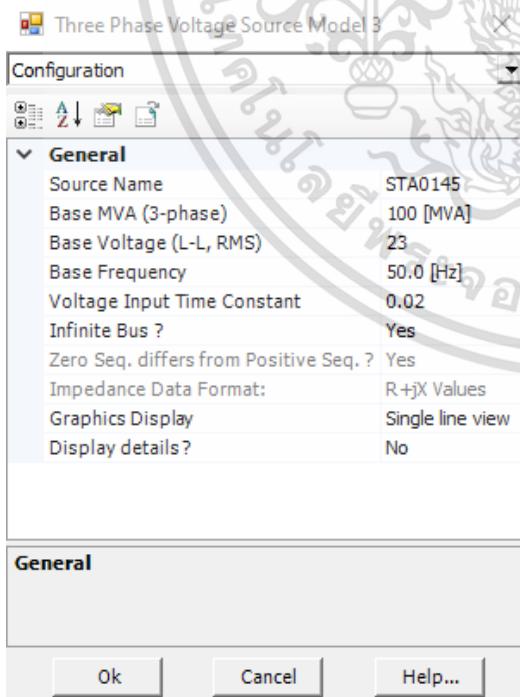 Three Phase Voltage Source Model 3
Configuration
General
Source Name STA0145
Base MVA (3-phase) 100 [MVA]
Base Voltage (L-L, RMS) 23
Base Frequency 50.0 [Hz]
Voltage Input Time Constant 0.02
Infinite Bus ? Yes
Zero Seq. differs from Positive Seq. ? Yes
Impedance Data Format: R+jX Values
Graphics Display Single line view
Display details? No
General
Ok Cancel Help...